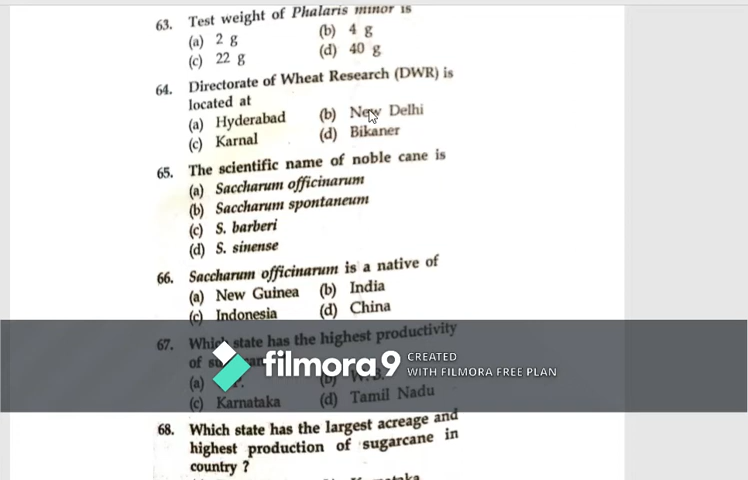 63. Test weight of Phalaris minor is
(a) 2 g (b) 4 g
(c) 22 g (d) 40 g
64. Directorate of Wheat Research (DWR) is
located at
(a) Hyderabad (b) New Delhi
(c) Karnal (d) Bikaner
65. The scientific name of noble cane is
(a) Saccharum officinarum
(b) Saccharum spontaneum
(c) S. barberi
(d) S. sinense
66. Saccharum officinarum is a native of
(a) New Guinea (b) India
(c) Indonesia (d) China
67. Which state has the highest productivity
of
(a) (b)
(c) Karnataka (d) Tamil Nadu
filmora9 CREATED
WITH FILMORA FREE PLAN
68. Which state has the largest acreage and
highest production of sugarcane in
country ?